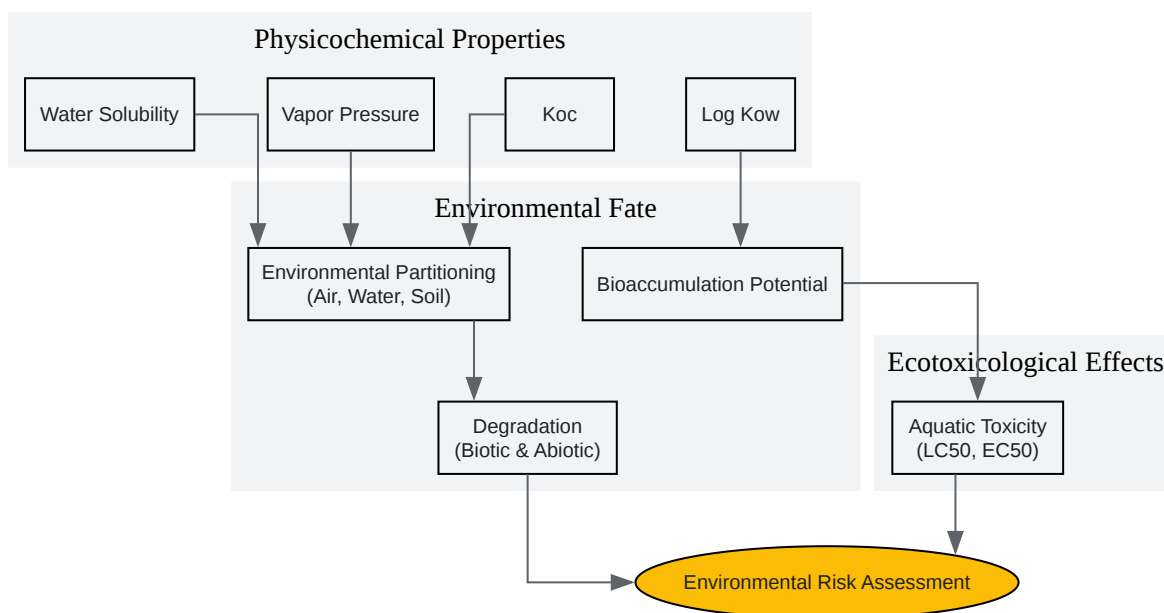 Physicochemical Properties
Water Solubility
Vapor Pressure
Koc
Log Kow
Environmental Fate
Environmental Partitioning
(Air, Water, Soil)
Bioaccumulation Potential
Ecotoxicological Effects
Degradation
(Biotic & Abiotic)
Aquatic Toxicity
(LC50, EC50)
Environmental Risk Assessment